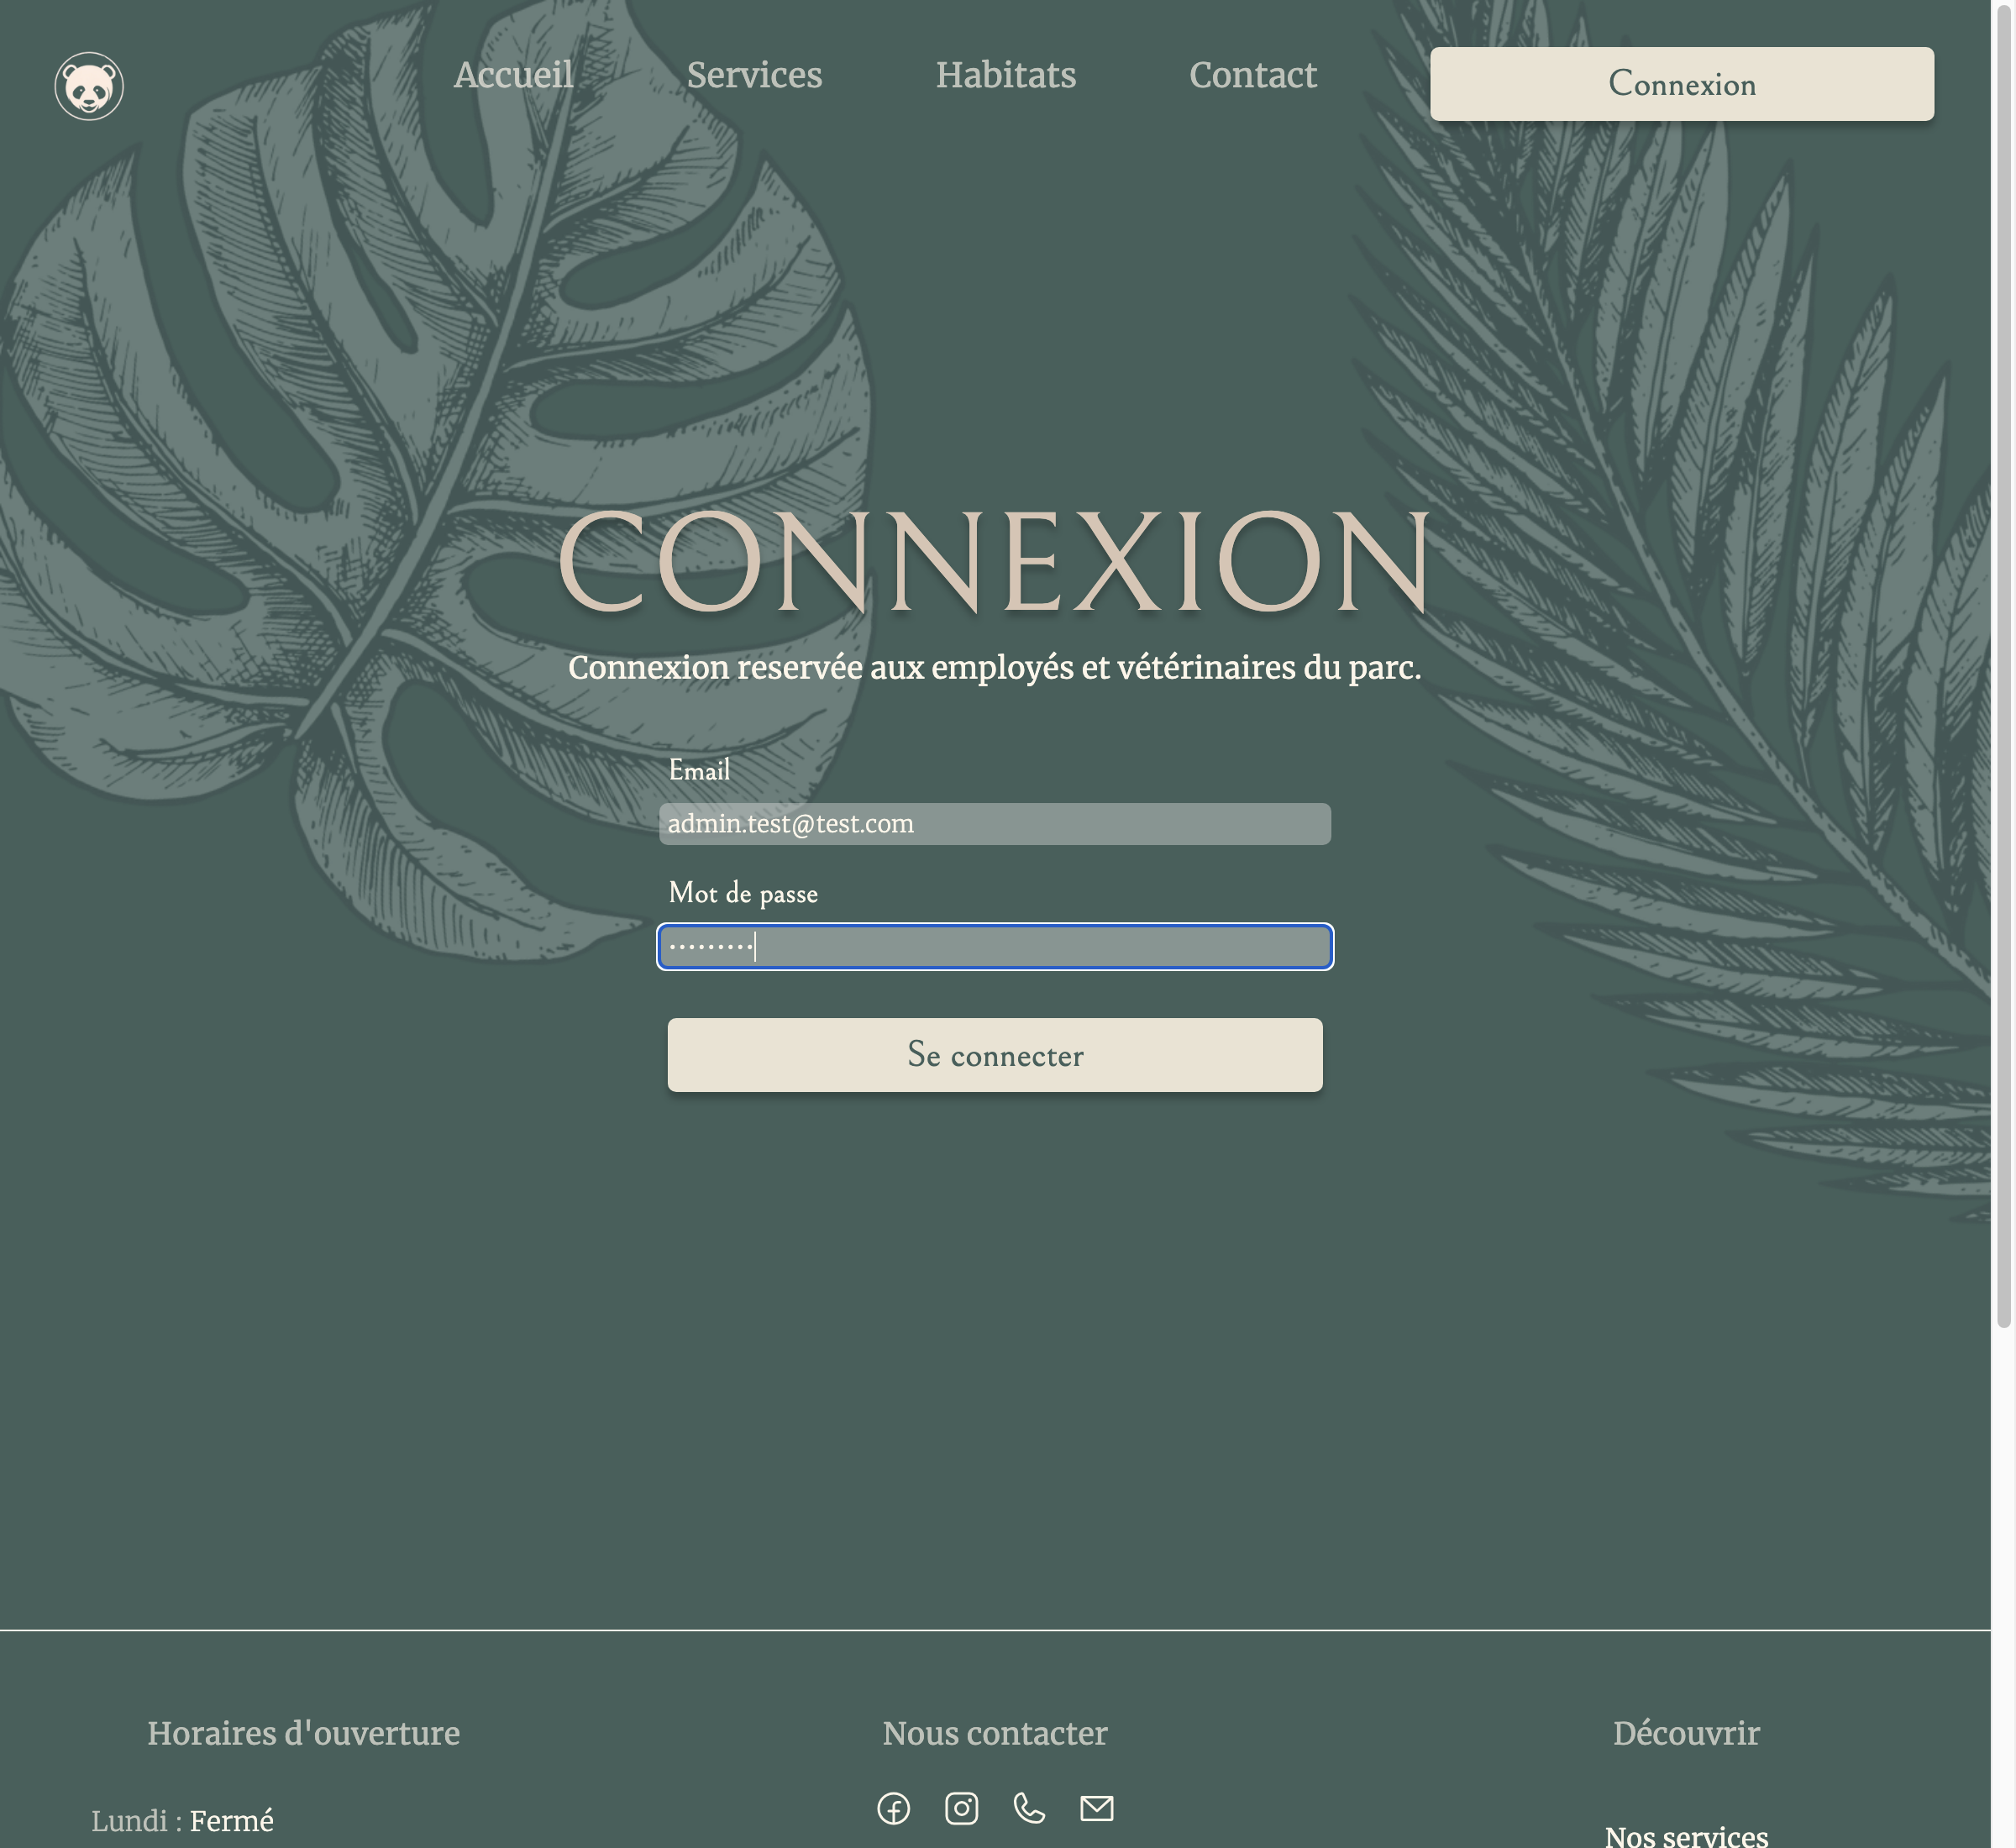 Accueil Services Habitats Contact Connexion
CONNEXION
Connexion reservée aux employés et vétérinaires du parc.
Email
admin.test@test.com
Mot de passe
•••••••••
Se connecter
Horaires d'ouverture Nous contacter Découvrir
Lundi : Fermé
Nos services